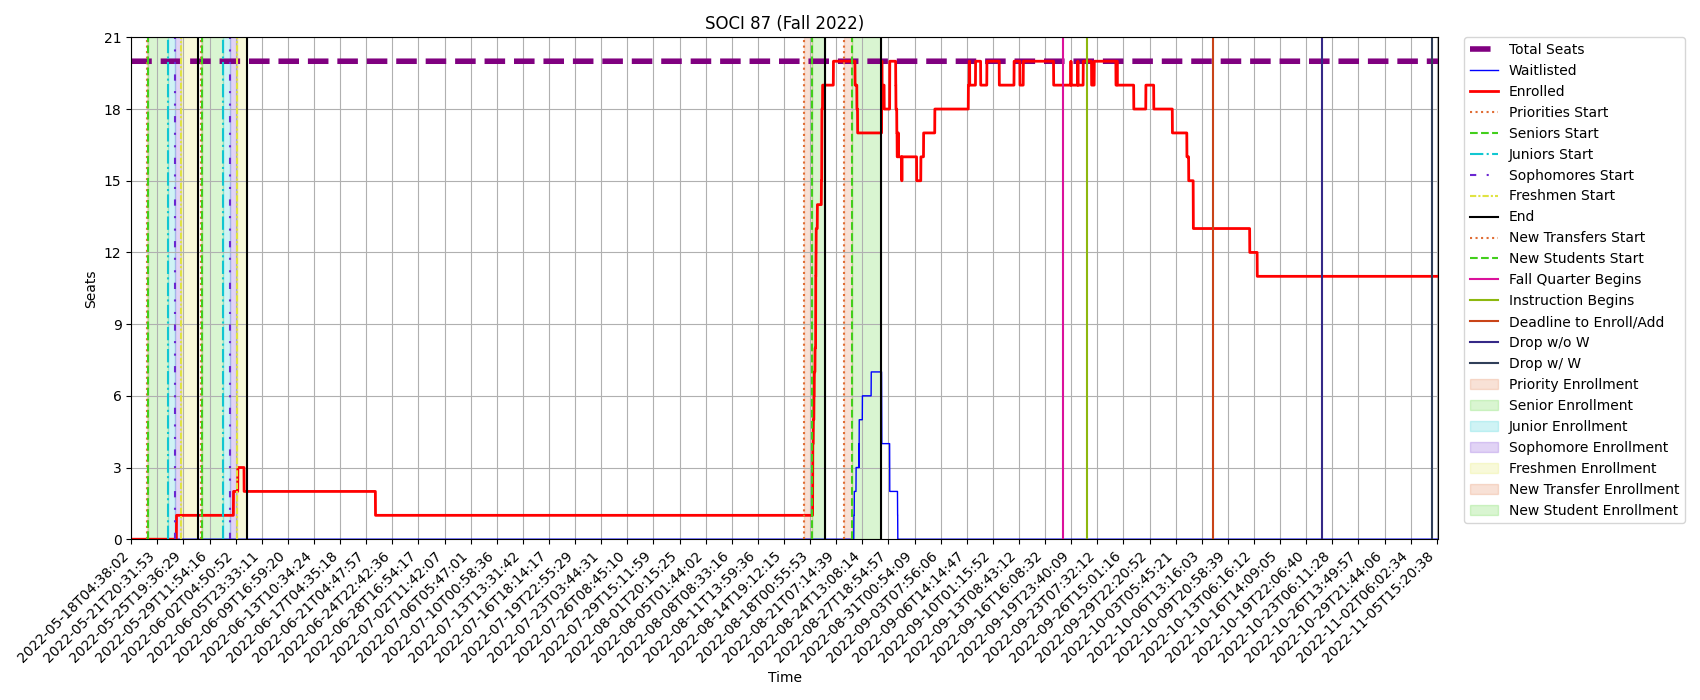 SOCI 87 (Fall 2022)
Seats
21
18
15
12
9
6
3
0
2022-05-18T04:38:02
2022-05-21T20:31:53
2022-05-25T19:36:29
2022-05-29T11:54:16
2022-06-02T04:50:52
2022-06-05T23:33:11
2022-06-09T16:59:20
2022-06-13T10:34:24
2022-06-17T04:35:18
2022-06-21T04:47:57
2022-06-24T22:42:36
2022-06-28T16:54:17
2022-07-02T11:42:07
2022-07-06T05:47:01
2022-07-10T00:58:36
2022-07-13T13:31:42
2022-07-16T18:14:17
2022-07-19T22:55:29
2022-07-23T03:44:31
2022-07-26T08:45:10
2022-07-29T15:11:59
2022-08-01T20:15:25
2022-08-05T01:44:02
2022-08-08T08:33:16
2022-08-11T13:59:36
2022-08-14T19:12:15
2022-08-18T00:55:53
2022-08-21T07:14:39
2022-08-24T13:08:14
2022-08-27T18:54:57
2022-08-31T00:54:09
2022-09-03T07:56:06
2022-09-06T14:14:47
2022-09-10T01:15:52
2022-09-13T08:43:12
2022-09-16T16:08:32
2022-09-19T23:40:09
2022-09-23T07:32:12
2022-09-26T15:01:16
2022-09-29T22:20:52
2022-10-03T05:45:21
2022-10-06T13:16:03
2022-10-09T20:58:39
2022-10-13T06:16:12
2022-10-16T14:09:05
2022-10-19T22:06:40
2022-10-23T06:11:28
2022-10-26T13:49:57
2022-10-29T21:44:06
2022-11-02T06:02:34
2022-11-05T15:20:38
Time
Total Seats
Waitlisted
Enrolled
Priorities Start
Seniors Start
Juniors Start
Sophomores Start
Freshmen Start
End
New Transfers Start
New Students Start
Fall Quarter Begins
Instruction Begins
Deadline to Enroll/Add
Drop w/o W
Drop w/ W
Priority Enrollment
Senior Enrollment
Junior Enrollment
Sophomore Enrollment
Freshmen Enrollment
New Transfer Enrollment
New Student Enrollment